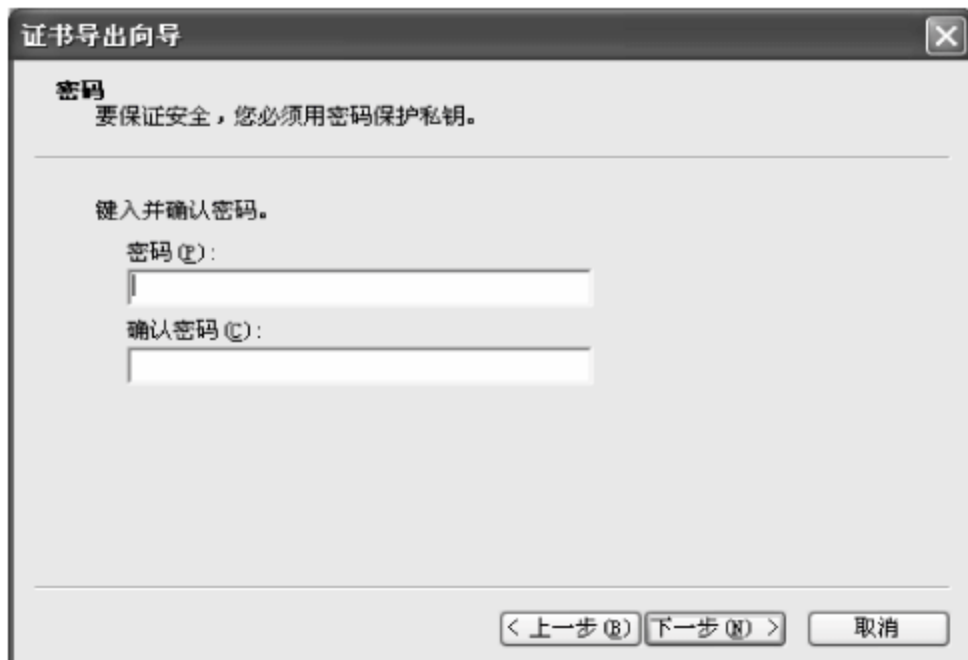 证书导出向导
密码
要保证安全，您必须用密码保护私钥。
键入并确认密码。
密码(P):
确认密码(C):
< 上一步(B) 下一步(N) > 取消